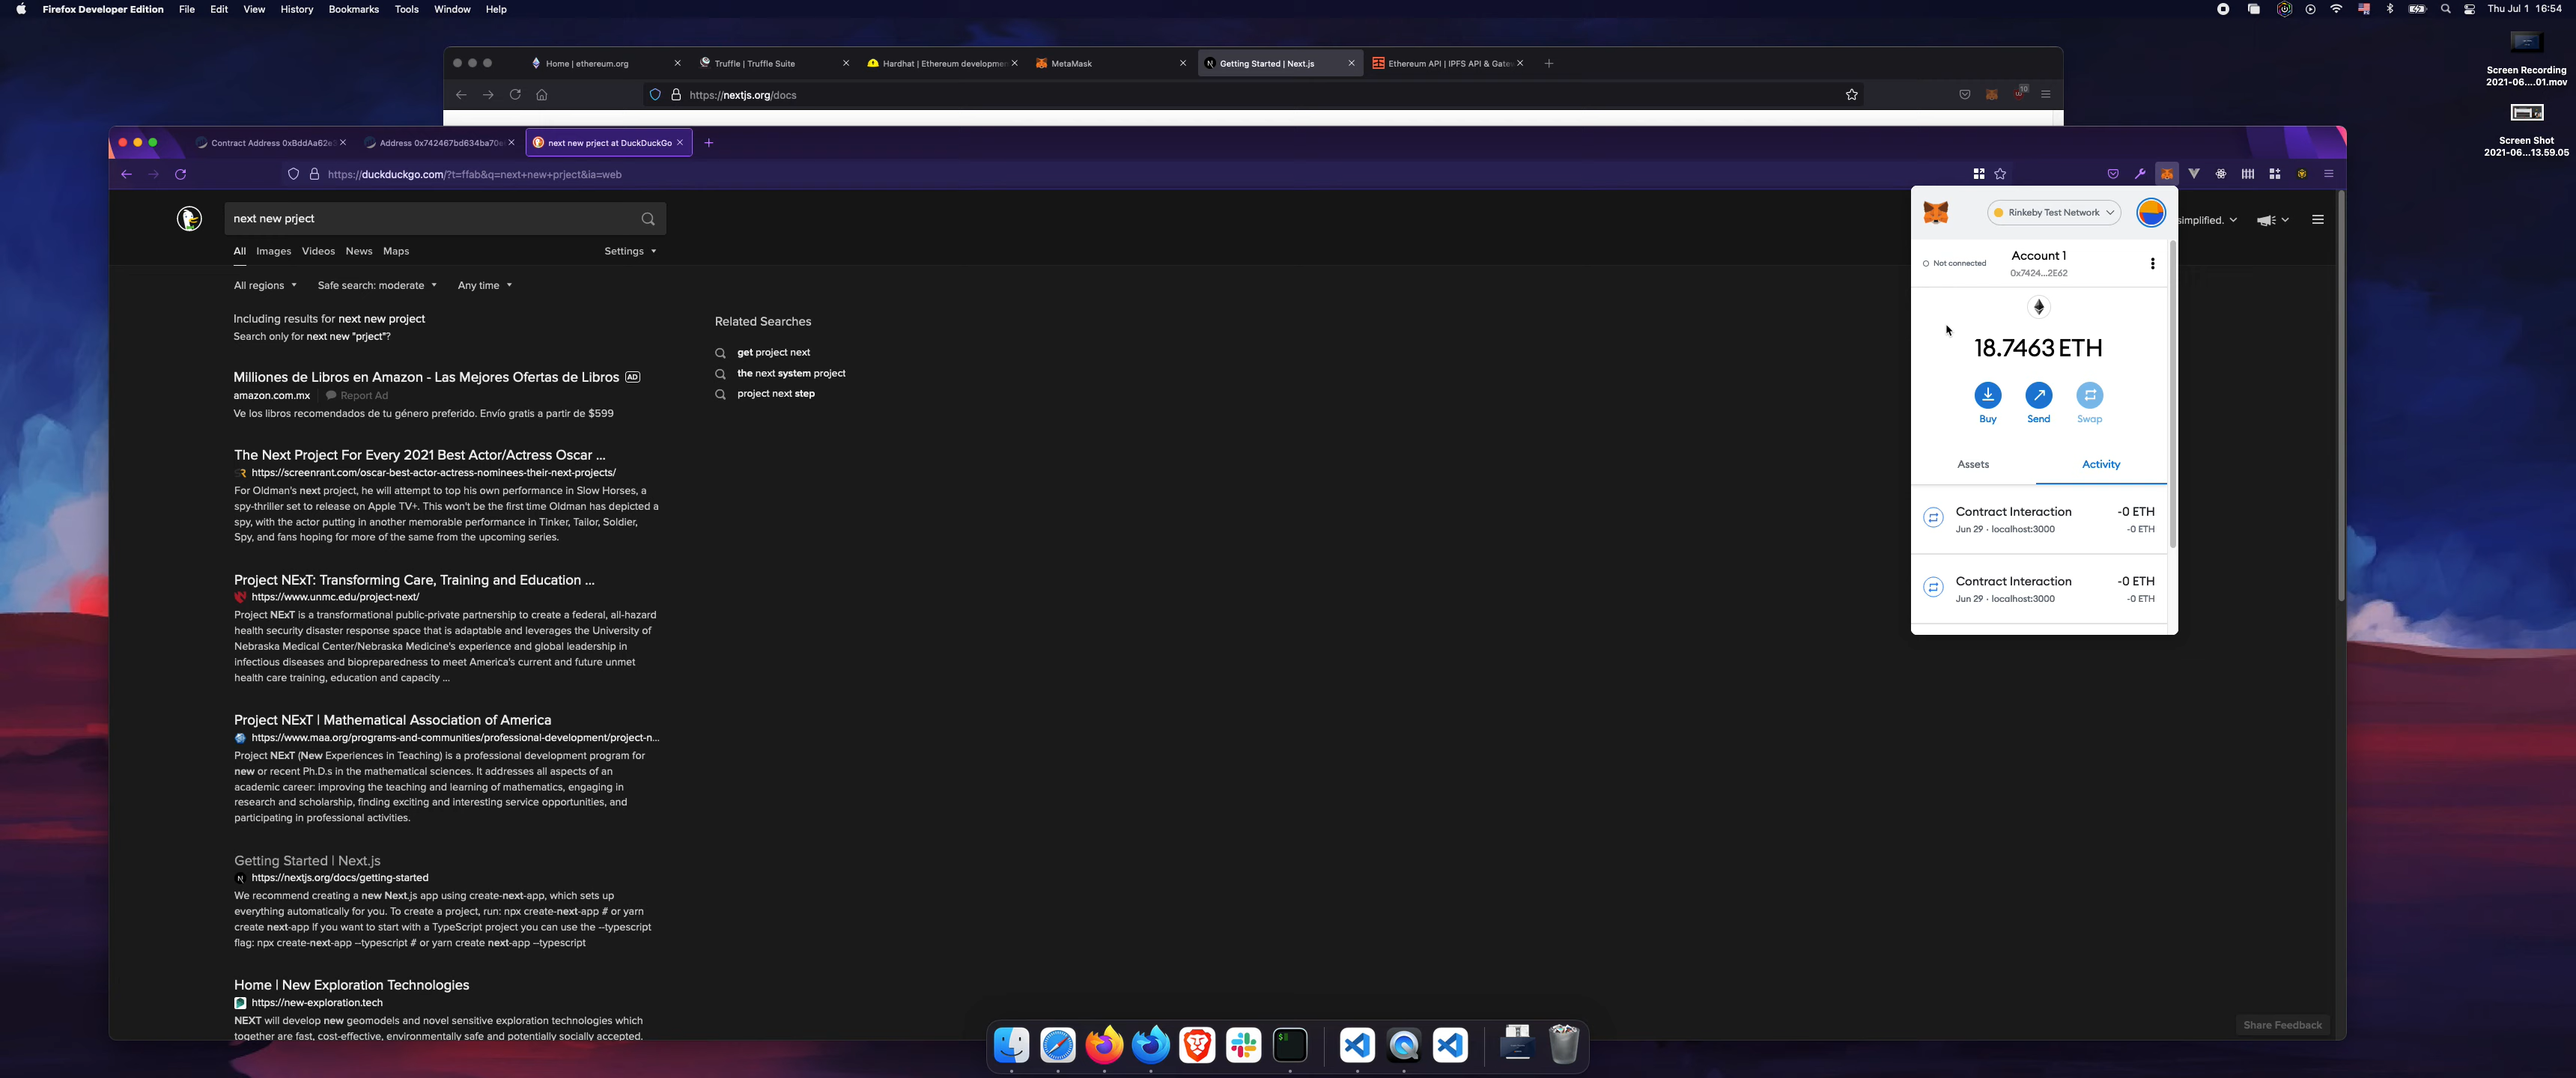 Firefox Developer Edition File Edit View History Bookmarks Tools Window Help
Thu Jul 1 16:54
Screen Recording
2021-06....01.mov
Screen Shot
2021-06...13.59.05
Home | ethereum.org
Truffle | Truffle Suite
Hardhat | Ethereum developmen
MetaMask
Getting Started | Next.js
Ethereum API | IPFS API & Gate
https://nextjs.org/docs
10
Contract Address 0xBddAa62e
Address 0x742467bd634ba70a
next new prject at DuckDuckGo
https://duckduckgo.com/?t=ffab&q=next+new+prject&ia=web
next new prject
All Images Videos News Maps Settings
All regions Safe search: moderate Any time
Including results for next new project
Search only for next new "prject"?
Milliones de Libros en Amazon - Las Mejores Ofertas de Libros AD
amazon.com.mx Report Ad
Ve los libros recomendados de tu género preferido. Envío gratis a partir de $599
The Next Project For Every 2021 Best Actor/Actress Oscar ...
https://screenrant.com/oscar-best-actor-actress-nominees-their-next-projects/
For Oldman's next project, he will attempt to top his own performance in Slow Horses, a
spy-thriller set to release on Apple TV+. This won't be the first time Oldman has depicted a
spy, with the actor putting in another memorable performance in Tinker, Tailor, Soldier,
Spy, and fans hoping for more of the same from the upcoming series.
Project NExT: Transforming Care, Training and Education ...
https://www.unmc.edu/project-next/
Project NExT is a transformational public-private partnership to create a federal, all-hazard
health security disaster response space that is adaptable and leverages the University of
Nebraska Medical Center/Nebraska Medicine's experience and global leadership in
infectious diseases and biopreparedness to meet America's current and future unmet
health care training, education and capacity ...
Project NExT | Mathematical Association of America
https://www.maa.org/programs-and-communities/professional-development/project-n...
Project NExT (New Experiences in Teaching) is a professional development program for
new or recent Ph.D.s in the mathematical sciences. It addresses all aspects of an
academic career: improving the teaching and learning of mathematics, engaging in
research and scholarship, finding exciting and interesting service opportunities, and
participating in professional activities.
Getting Started | Next.js
https://nextjs.org/docs/getting-started
We recommend creating a new Next.js app using create-next-app, which sets up
everything automatically for you. To create a project, run: npx create-next-app # or yarn
create next-app If you want to start with a TypeScript project you can use the --typescript
flag: npx create-next-app --typescript # or yarn create next-app --typescript
Home | New Exploration Technologies
https://new-exploration.tech
NEXT will develop new geomodels and novel sensitive exploration technologies which
together are fast, cost-effective, environmentally safe and potentially socially accepted.
Related Searches
get project next
the next system project
project next step
simplified.
Rinkeby Test Network
Not connected
Account 1
0x7424...2E62
18.7463 ETH
Buy Send Swap
Assets Activity
Contract Interaction -0 ETH
Jun 29 · localhost:3000 -0 ETH
Contract Interaction -0 ETH
Jun 29 · localhost:3000 -0 ETH
Share Feedback